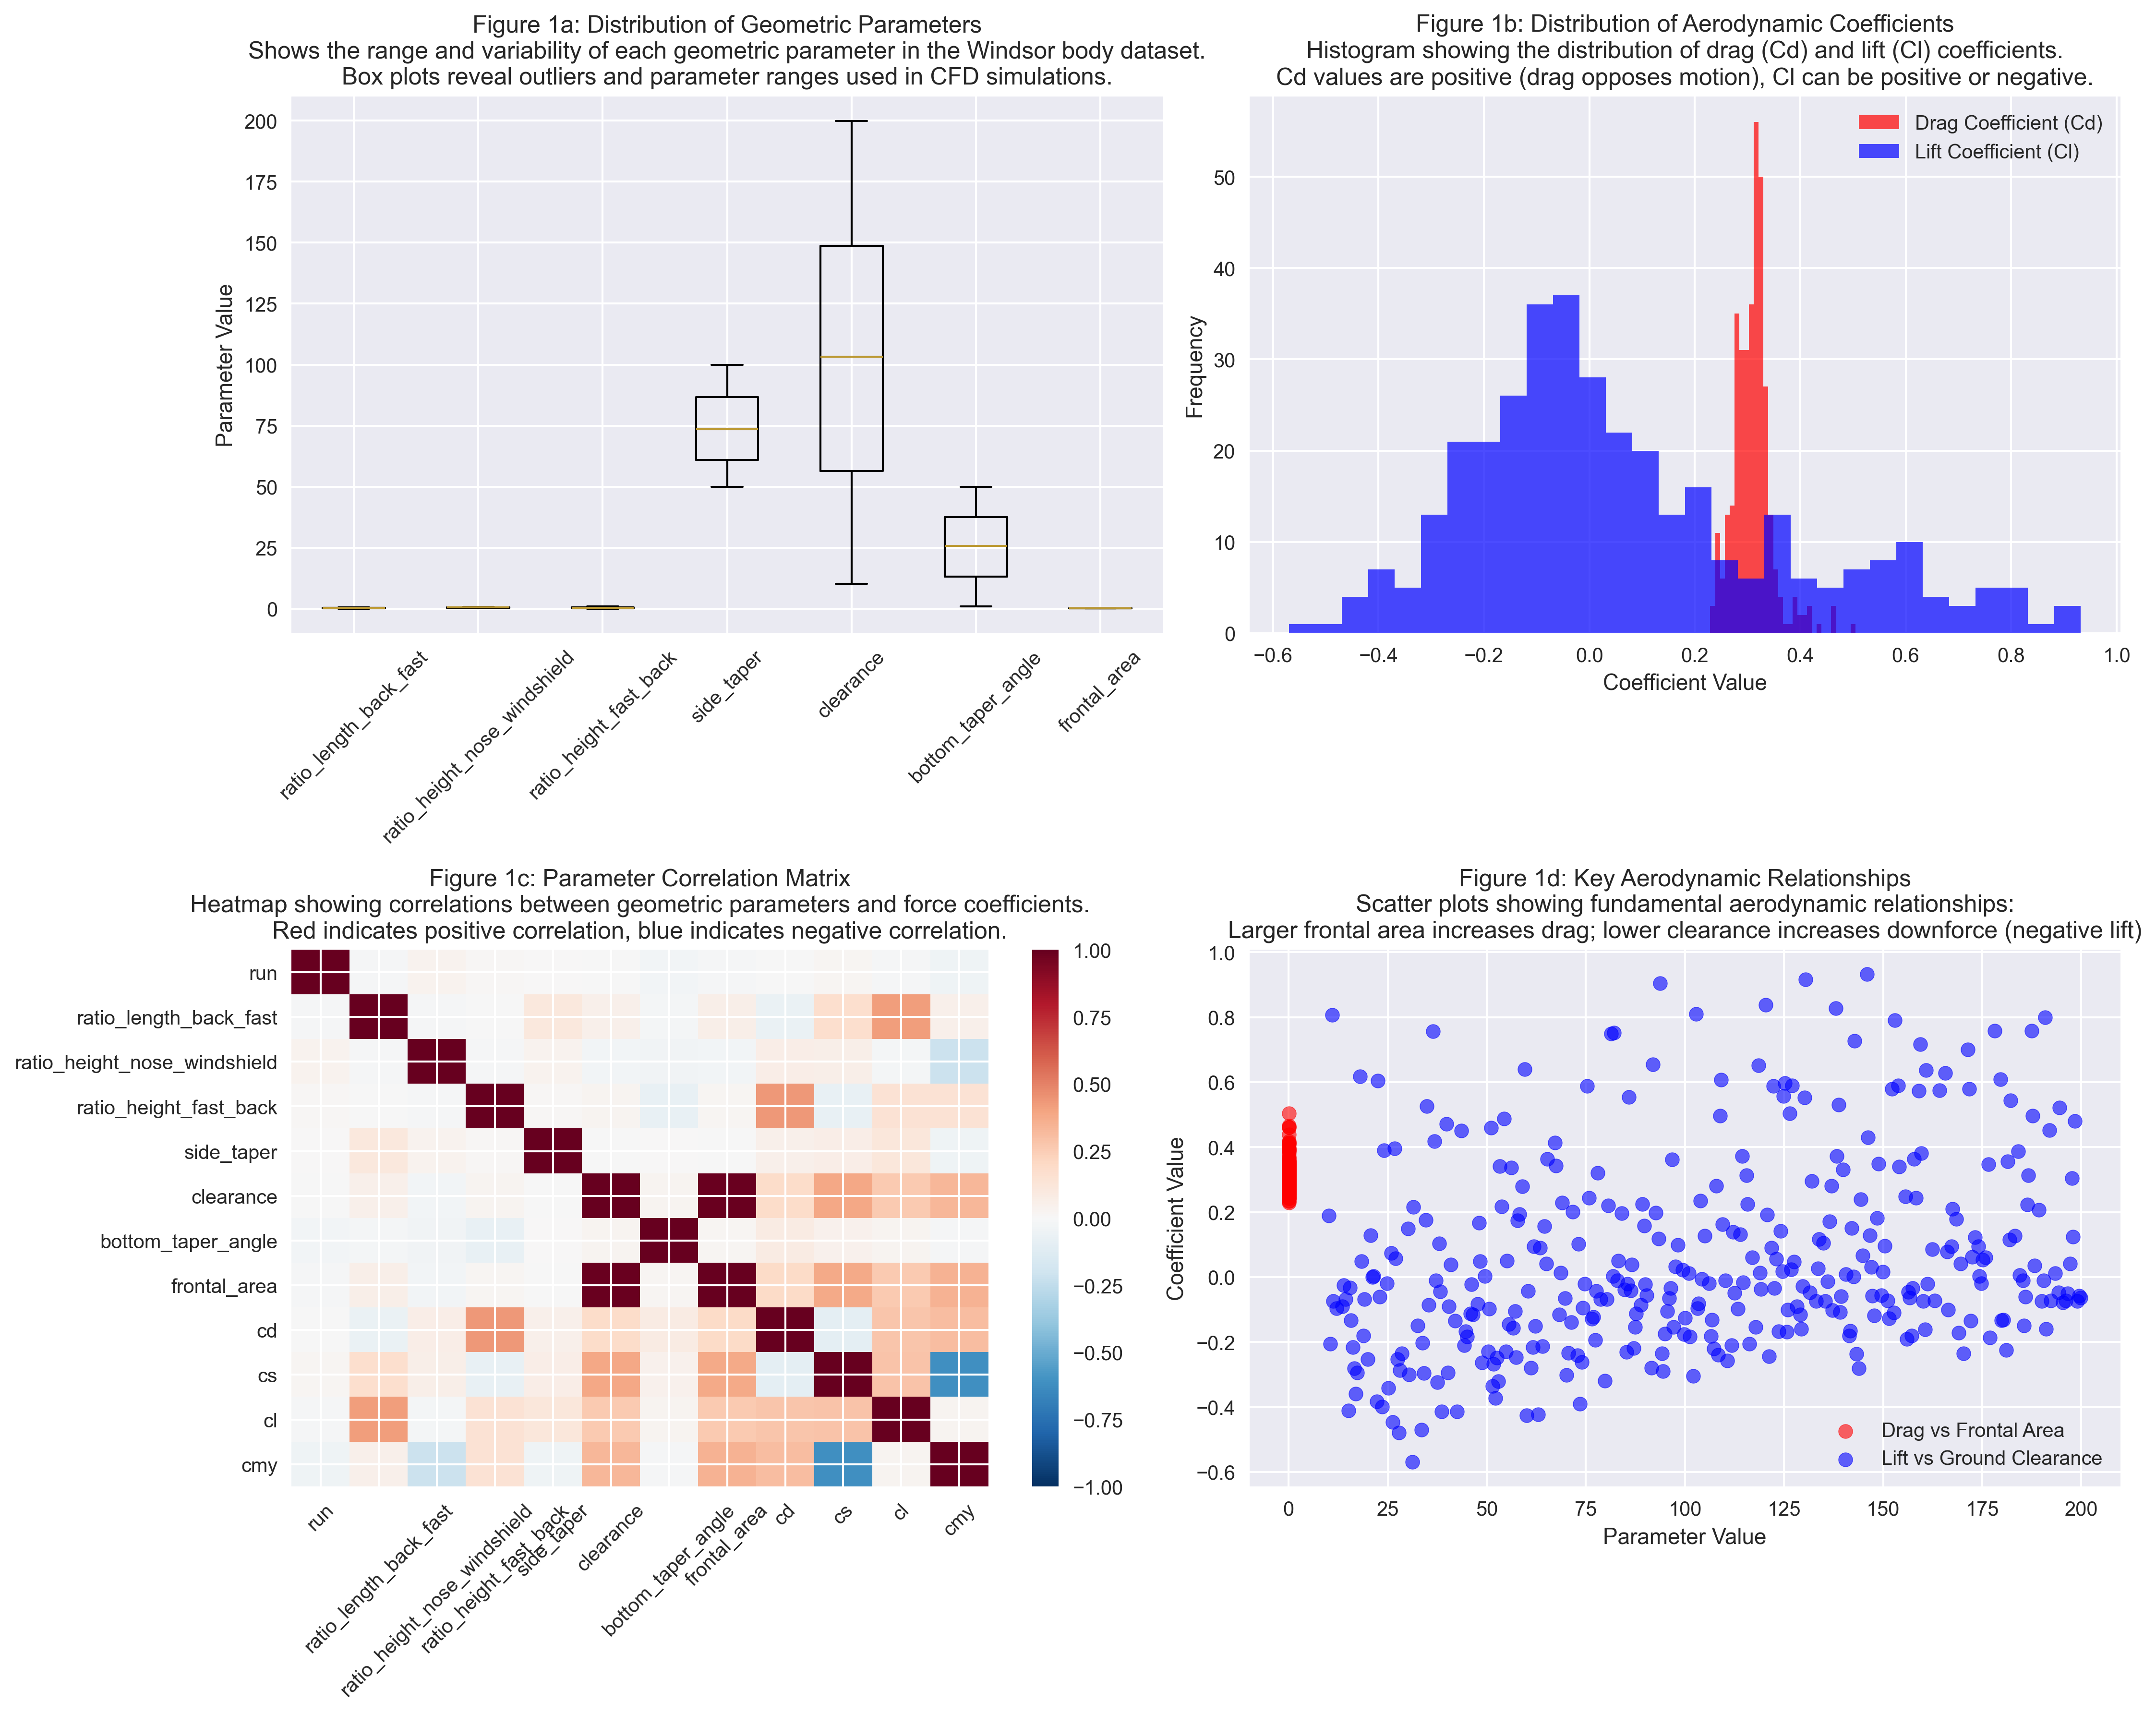 Figure 1a: Distribution of Geometric Parameters
Shows the range and variability of each geometric parameter in the Windsor body dataset.
Box plots reveal outliers and parameter ranges used in CFD simulations.
Parameter Value
200
175
150
125
100
75
50
25
0
ratio_length_back_fast
ratio_height_nose_windshield
ratio_height_fast_back
side_taper
clearance
bottom_taper_angle
frontal_area
Figure 1b: Distribution of Aerodynamic Coefficients
Histogram showing the distribution of drag (Cd) and lift (Cl) coefficients.
Cd values are positive (drag opposes motion), Cl can be positive or negative.
Drag Coefficient (Cd)
Lift Coefficient (Cl)
Frequency
50
40
30
20
10
0
−0.6 −0.4 −0.2 0.0 0.2 0.4 0.6 0.8 1.0
Coefficient Value
Figure 1c: Parameter Correlation Matrix
Heatmap showing correlations between geometric parameters and force coefficients.
Red indicates positive correlation, blue indicates negative correlation.
run
ratio_length_back_fast
ratio_height_nose_windshield
ratio_height_fast_back
side_taper
clearance
bottom_taper_angle
frontal_area
cd
cs
cl
cmy
run
ratio_length_back_fast
ratio_height_nose_windshield
ratio_height_fast_back
side_taper
clearance
bottom_taper_angle
frontal_area
cd
cs
cl
cmy
1.00
0.75
0.50
0.25
0.00
−0.25
−0.50
−0.75
−1.00
Figure 1d: Key Aerodynamic Relationships
Scatter plots showing fundamental aerodynamic relationships:
Larger frontal area increases drag; lower clearance increases downforce (negative lift)
Coefficient Value
1.0
0.8
0.6
0.4
0.2
0.0
−0.2
−0.4
−0.6
Drag vs Frontal Area
Lift vs Ground Clearance
0 25 50 75 100 125 150 175 200
Parameter Value